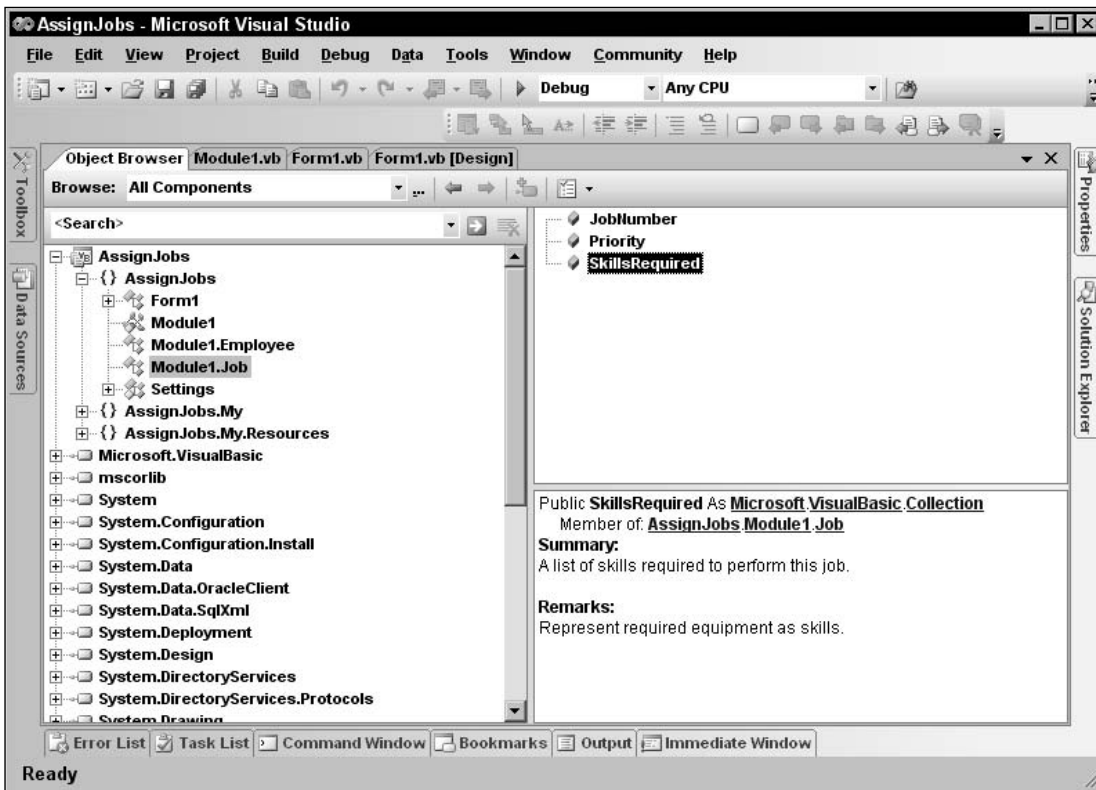 AssignJobs - Microsoft Visual Studio
File Edit View Project Build Debug Data Tools Window Community Help
Debug Any CPU
Object Browser Module1.vb Form1.vb Form1.vb [Design]
Browse: All Components
<Search>
Toolbox
Data Sources
AssignJobs
{} AssignJobs
Form1
Module1
Module1.Employee
Module1.Job
Settings
{} AssignJobs.My
{} AssignJobs.My.Resources
Microsoft.VisualBasic
mscorlib
System
System.Configuration
System.Configuration.Install
System.Data
System.Data.OracleClient
System.Data.SqlXml
System.Deployment
System.Design
System.DirectoryServices
System.DirectoryServices.Protocols
System.Drawing
JobNumber
Priority
SkillsRequired
Public SkillsRequired As Microsoft.VisualBasic.Collection
Member of: AssignJobs.Module1.Job
Summary:
A list of skills required to perform this job.
Remarks:
Represent required equipment as skills.
Properties
Solution Explorer
Error List Task List Command Window Bookmarks Output Immediate Window
Ready